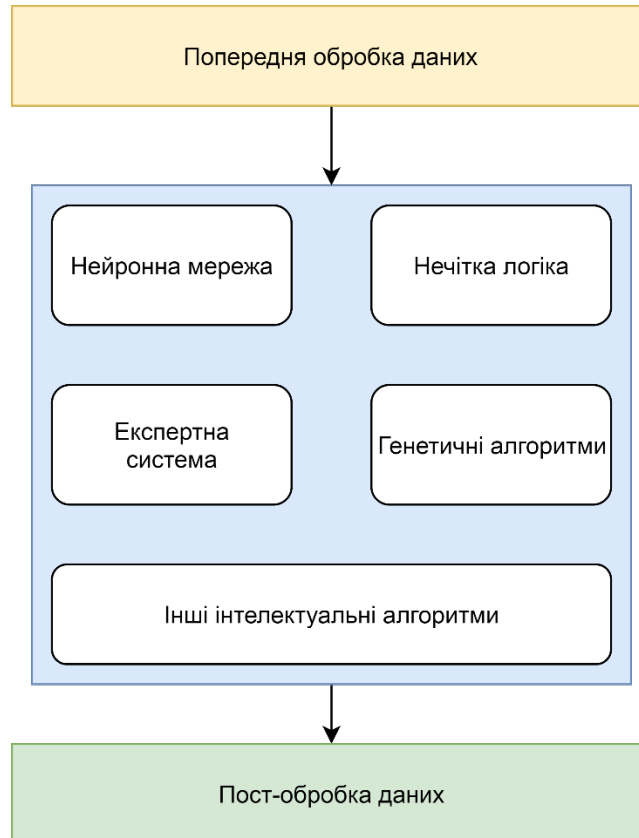 Попередня обробка даних
Нейронна мережа
Нечітка логіка
Експертна
система
Генетичні алгоритми
Інші інтелектуальні алгоритми
Пост-обробка даних